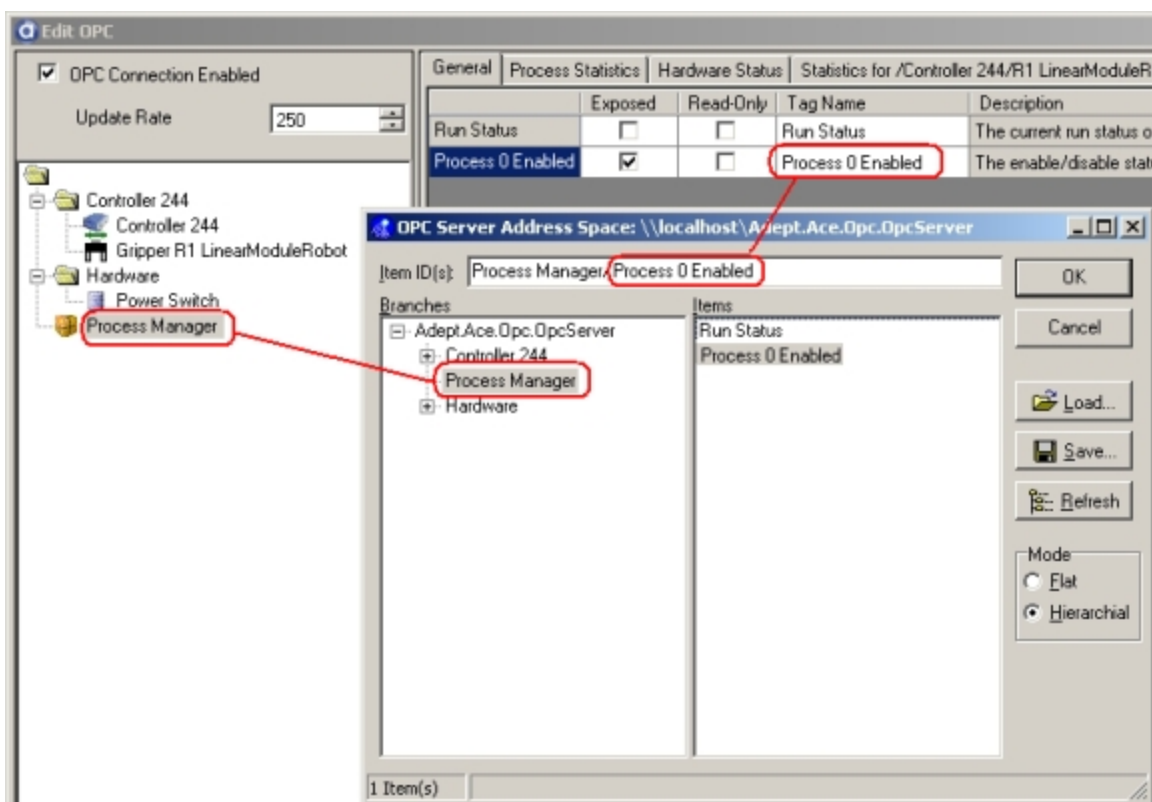 Edit OPC
OPC Connection Enabled
Update Rate 250
Controller 244
Controller 244
Gripper R1 LinearModuleRobot
Hardware
Power Switch
Process Manager
General Process Statistics Hardware Status Statistics for /Controller 244/R1 LinearModuleR
Exposed Read-Only Tag Name Description
Run Status Run Status The current run status o
Process 0 Enabled Process 0 Enabled The enable/disable stat
OPC Server Address Space: \\localhost\Adept.Ace.Opc.OpcServer
Item ID(s): Process Manager/Process 0 Enabled
OK
Cancel
Branches
Adept.Ace.Opc.OpcServer
Controller 244
Process Manager
Hardware
Items
Run Status
Process 0 Enabled
Load...
Save...
Refresh
Mode
Flat
Hierarchial
1 Item(s)